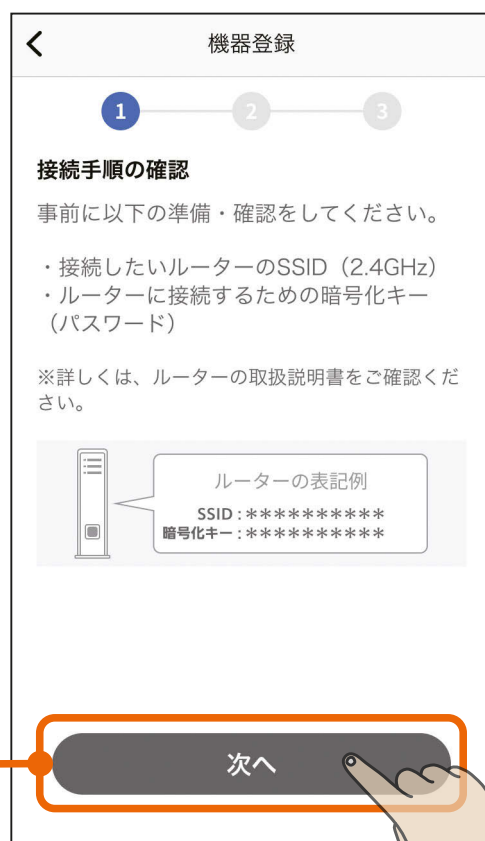 機器登録
1 2 3
接続手順の確認
事前に以下の準備・確認をしてください。
・接続したいルーターのSSID（2.4GHz）
・ルーターに接続するための暗号化キー
（パスワード）
※詳しくは、ルーターの取扱説明書をご確認くだ
さい。
ルーターの表記例
SSID：**********
暗号化キー：**********
次へ